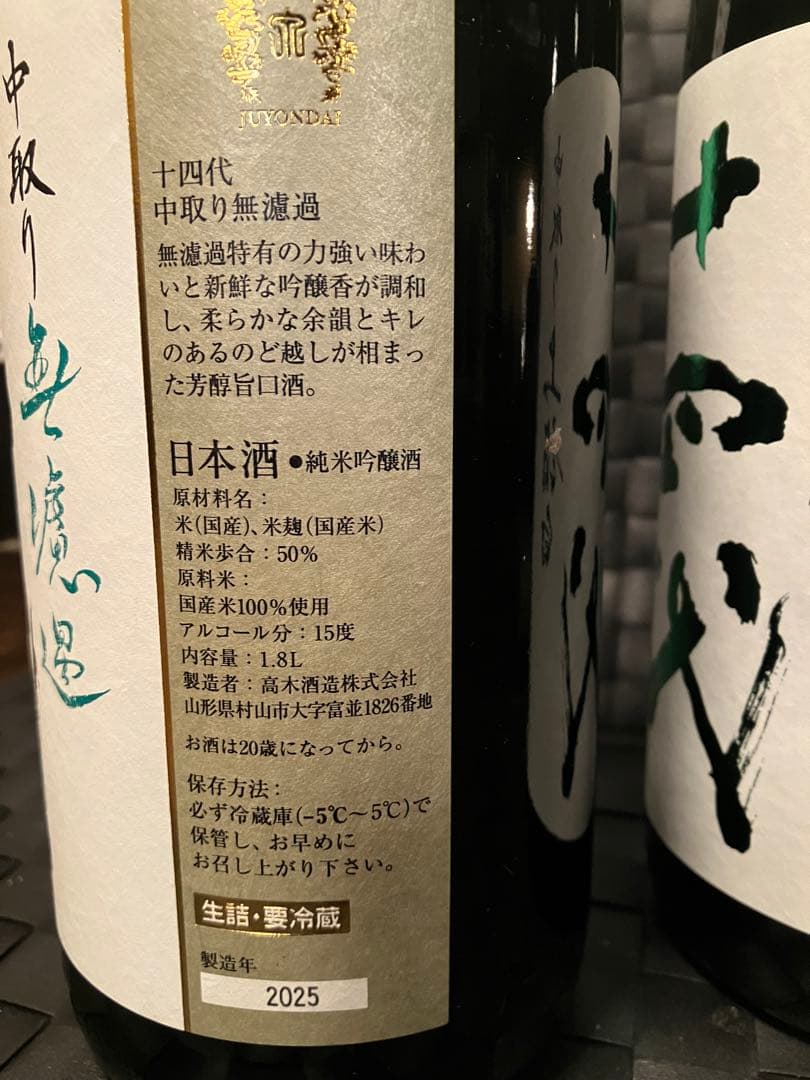 中取り無濾過
JUYONDAI
十四代
中取り無濾過
無濾過特有の力強い味わ
いと新鮮な吟醸香が調和
し、柔らかな余韻とキレ
のあるのど越しが相まっ
た芳醇旨口酒。
日本酒●純米吟醸酒
原材料名：
米(国産)、米麹(国産米)
精米歩合：50%
原料米：
国産米100%使用
アルコール分：15度
内容量：1.8L
製造者：高木酒造株式会社
山形県村山市大字富並1826番地
お酒は20歳になってから。
保存方法：
必ず冷蔵庫(−5℃〜5℃)で
保管し、お早めに
お召し上がり下さい。
生詰・要冷蔵
製造年
2025
十四代
十四代